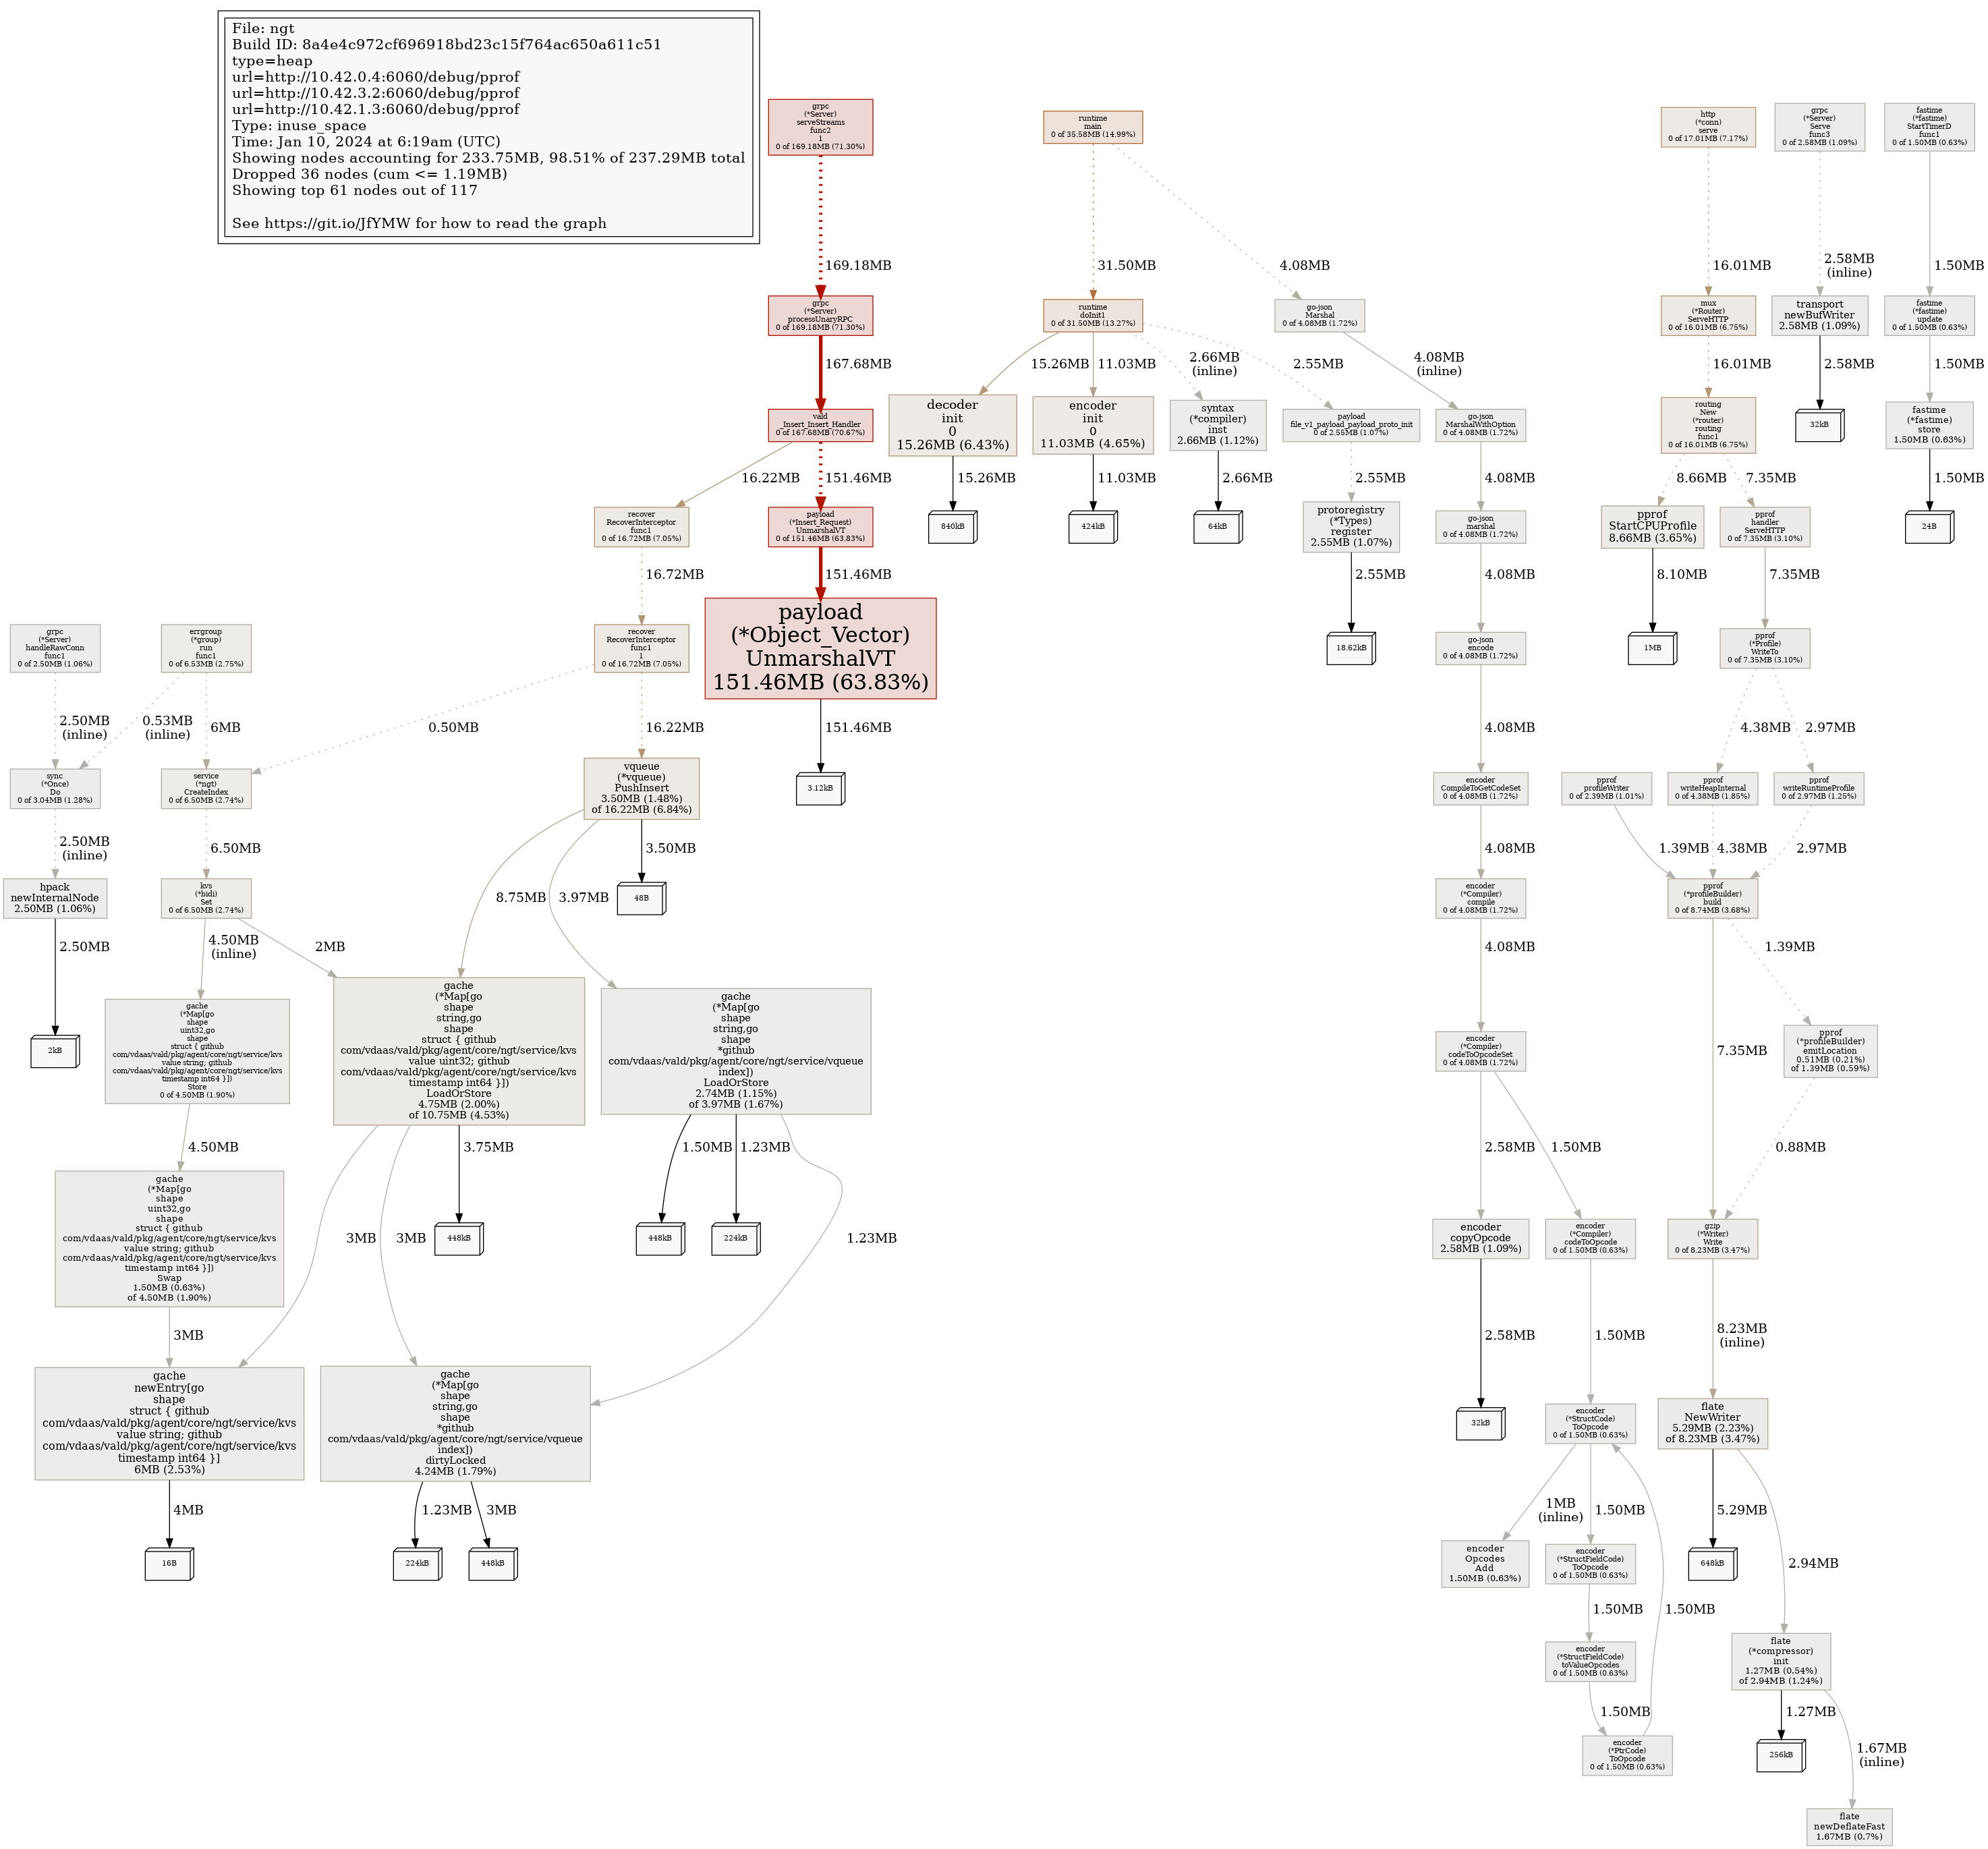 File: ngt
Build ID: 8a4e4c972cf696918bd23c15f764ac650a611c51
type=heap
url=http://10.42.0.4:6060/debug/pprof
url=http://10.42.3.2:6060/debug/pprof
url=http://10.42.1.3:6060/debug/pprof
Type: inuse_space
Time: Jan 10, 2024 at 6:19am (UTC)
Showing nodes accounting for 233.75MB, 98.51% of 237.29MB total
Dropped 36 nodes (cum <= 1.19MB)
Showing top 61 nodes out of 117
See https://git.io/JfYMW for how to read the graph
grpc
(*Server)
serveStreams
func2
1
0 of 169.18MB (71.30%)
169.18MB
grpc
(*Server)
processUnaryRPC
0 of 169.18MB (71.30%)
167.68MB
vald
_Insert_Insert_Handler
0 of 167.68MB (70.67%)
16.22MB
151.46MB
recover
RecoverInterceptor
func1
0 of 16.72MB (7.05%)
payload
(*Insert_Request)
UnmarshalVT
0 of 151.46MB (63.83%)
16.72MB
151.46MB
recover
RecoverInterceptor
func1
1
0 of 16.72MB (7.05%)
payload
(*Object_Vector)
UnmarshalVT
151.46MB (63.83%)
151.46MB
3.12kB
grpc
(*Server)
handleRawConn
func1
0 of 2.50MB (1.06%)
errgroup
(*group)
run
func1
0 of 6.53MB (2.75%)
2.50MB
(inline)
0.53MB
(inline)
6MB
0.50MB
16.22MB
sync
(*Once)
Do
0 of 3.04MB (1.28%)
service
(*ngt)
CreateIndex
0 of 6.50MB (2.74%)
vqueue
(*vqueue)
PushInsert
3.50MB (1.48%)
of 16.22MB (6.84%)
2.50MB
(inline)
6.50MB
8.75MB
3.97MB
3.50MB
48B
hpack
newInternalNode
2.50MB (1.06%)
kvs
(*bidi)
Set
0 of 6.50MB (2.74%)
2.50MB
2kB
4.50MB
(inline)
2MB
gache
(*Map[go
shape
uint32,go
shape
struct { github
com/vdaas/vald/pkg/agent/core/ngt/service/kvs
value string; github
com/vdaas/vald/pkg/agent/core/ngt/service/kvs
timestamp int64 }])
Store
0 of 4.50MB (1.90%)
gache
(*Map[go
shape
string,go
shape
struct { github
com/vdaas/vald/pkg/agent/core/ngt/service/kvs
value uint32; github
com/vdaas/vald/pkg/agent/core/ngt/service/kvs
timestamp int64 }])
LoadOrStore
4.75MB (2.00%)
of 10.75MB (4.53%)
gache
(*Map[go
shape
string,go
shape
*github
com/vdaas/vald/pkg/agent/core/ngt/service/vqueue
index])
LoadOrStore
2.74MB (1.15%)
of 3.97MB (1.67%)
4.50MB
3MB
3MB
3.75MB
448kB
1.50MB
448kB
1.23MB
224kB
1.23MB
gache
(*Map[go
shape
uint32,go
shape
struct { github
com/vdaas/vald/pkg/agent/core/ngt/service/kvs
value string; github
com/vdaas/vald/pkg/agent/core/ngt/service/kvs
timestamp int64 }])
Swap
1.50MB (0.63%)
of 4.50MB (1.90%)
3MB
gache
newEntry[go
shape
struct { github
com/vdaas/vald/pkg/agent/core/ngt/service/kvs
value string; github
com/vdaas/vald/pkg/agent/core/ngt/service/kvs
timestamp int64 }]
6MB (2.53%)
4MB
16B
gache
(*Map[go
shape
string,go
shape
*github
com/vdaas/vald/pkg/agent/core/ngt/service/vqueue
index])
dirtyLocked
4.24MB (1.79%)
1.23MB
3MB
224kB
448kB
runtime
main
0 of 35.58MB (14.99%)
31.50MB
4.08MB
runtime
doInit1
0 of 31.50MB (13.27%)
go-json
Marshal
0 of 4.08MB (1.72%)
15.26MB
11.03MB
2.66MB
(inline)
2.55MB
4.08MB
(inline)
decoder
init
0
15.26MB (6.43%)
encoder
init
0
11.03MB (4.65%)
syntax
(*compiler)
inst
2.66MB (1.12%)
payload
file_v1_payload_payload_proto_init
0 of 2.55MB (1.07%)
go-json
MarshalWithOption
0 of 4.08MB (1.72%)
15.26MB
11.03MB
2.66MB
2.55MB
4.08MB
840kB
424kB
64kB
protoregistry
(*Types)
register
2.55MB (1.07%)
2.55MB
18.62kB
go-json
marshal
0 of 4.08MB (1.72%)
4.08MB
go-json
encode
0 of 4.08MB (1.72%)
4.08MB
encoder
CompileToGetCodeSet
0 of 4.08MB (1.72%)
4.08MB
encoder
(*Compiler)
compile
0 of 4.08MB (1.72%)
4.08MB
encoder
(*Compiler)
codeToOpcodeSet
0 of 4.08MB (1.72%)
2.58MB
1.50MB
encoder
copyOpcode
2.58MB (1.09%)
encoder
(*Compiler)
codeToOpcode
0 of 1.50MB (0.63%)
2.58MB
32kB
1.50MB
encoder
(*StructCode)
ToOpcode
0 of 1.50MB (0.63%)
1MB
(inline)
1.50MB
encoder
Opcodes
Add
1.50MB (0.63%)
encoder
(*StructFieldCode)
ToOpcode
0 of 1.50MB (0.63%)
1.50MB
1.50MB
encoder
(*StructFieldCode)
toValueOpcodes
0 of 1.50MB (0.63%)
1.50MB
encoder
(*PtrCode)
ToOpcode
0 of 1.50MB (0.63%)
http
(*conn)
serve
0 of 17.01MB (7.17%)
16.01MB
mux
(*Router)
ServeHTTP
0 of 16.01MB (6.75%)
16.01MB
routing
New
(*router)
routing
func1
0 of 16.01MB (6.75%)
8.66MB
7.35MB
pprof
StartCPUProfile
8.66MB (3.65%)
pprof
handler
ServeHTTP
0 of 7.35MB (3.10%)
8.10MB
1MB
7.35MB
pprof
(*Profile)
WriteTo
0 of 7.35MB (3.10%)
4.38MB
2.97MB
pprof
profileWriter
0 of 2.39MB (1.01%)
pprof
writeHeapInternal
0 of 4.38MB (1.85%)
pprof
writeRuntimeProfile
0 of 2.97MB (1.25%)
1.39MB
4.38MB
2.97MB
pprof
(*profileBuilder)
build
0 of 8.74MB (3.68%)
7.35MB
1.39MB
pprof
(*profileBuilder)
emitLocation
0.51MB (0.21%)
of 1.39MB (0.59%)
0.88MB
gzip
(*Writer)
Write
0 of 8.23MB (3.47%)
8.23MB
(inline)
flate
NewWriter
5.29MB (2.23%)
of 8.23MB (3.47%)
5.29MB
648kB
2.94MB
flate
(*compressor)
init
1.27MB (0.54%)
of 2.94MB (1.24%)
1.27MB
256kB
1.67MB
(inline)
flate
newDeflateFast
1.67MB (0.7%)
grpc
(*Server)
Serve
func3
0 of 2.58MB (1.09%)
2.58MB
(inline)
transport
newBufWriter
2.58MB (1.09%)
2.58MB
32kB
fastime
(*fastime)
StartTimerD
func1
0 of 1.50MB (0.63%)
1.50MB
fastime
(*fastime)
update
0 of 1.50MB (0.63%)
1.50MB
fastime
(*fastime)
store
1.50MB (0.63%)
1.50MB
24B